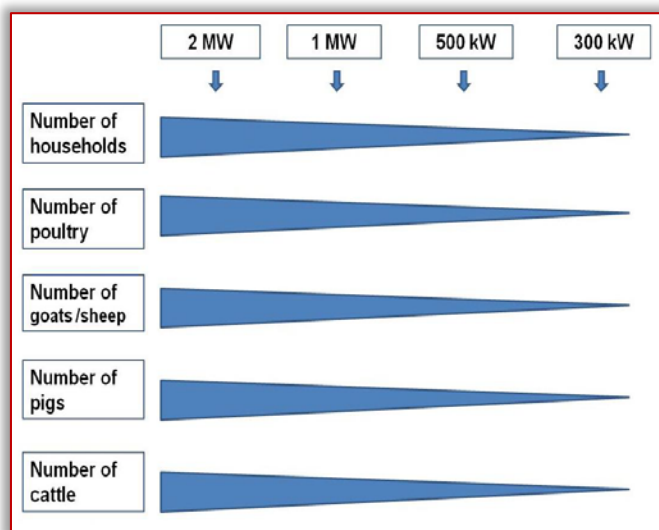 2 MW
1 MW
500 kW
300 kW
Number of
households
Number of
poultry
Number of
goats/sheep
Number of
pigs
Number of
cattle